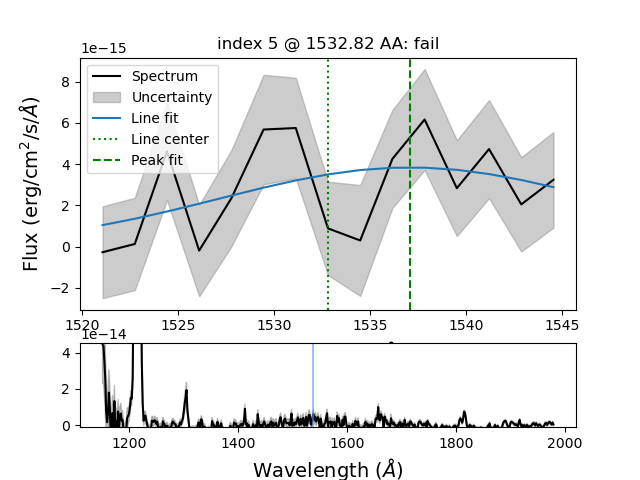 index 5 @ 1532.82 AA: fail
1e−15
Spectrum
Uncertainty
Line fit
Line center
Peak fit
Flux (erg/cm²/s/Å)
8
6
4
2
0
−2
1520 1525 1530 1535 1540 1545
1e−14
4
2
0
1200 1400 1600 1800 2000
Wavelength (Å)